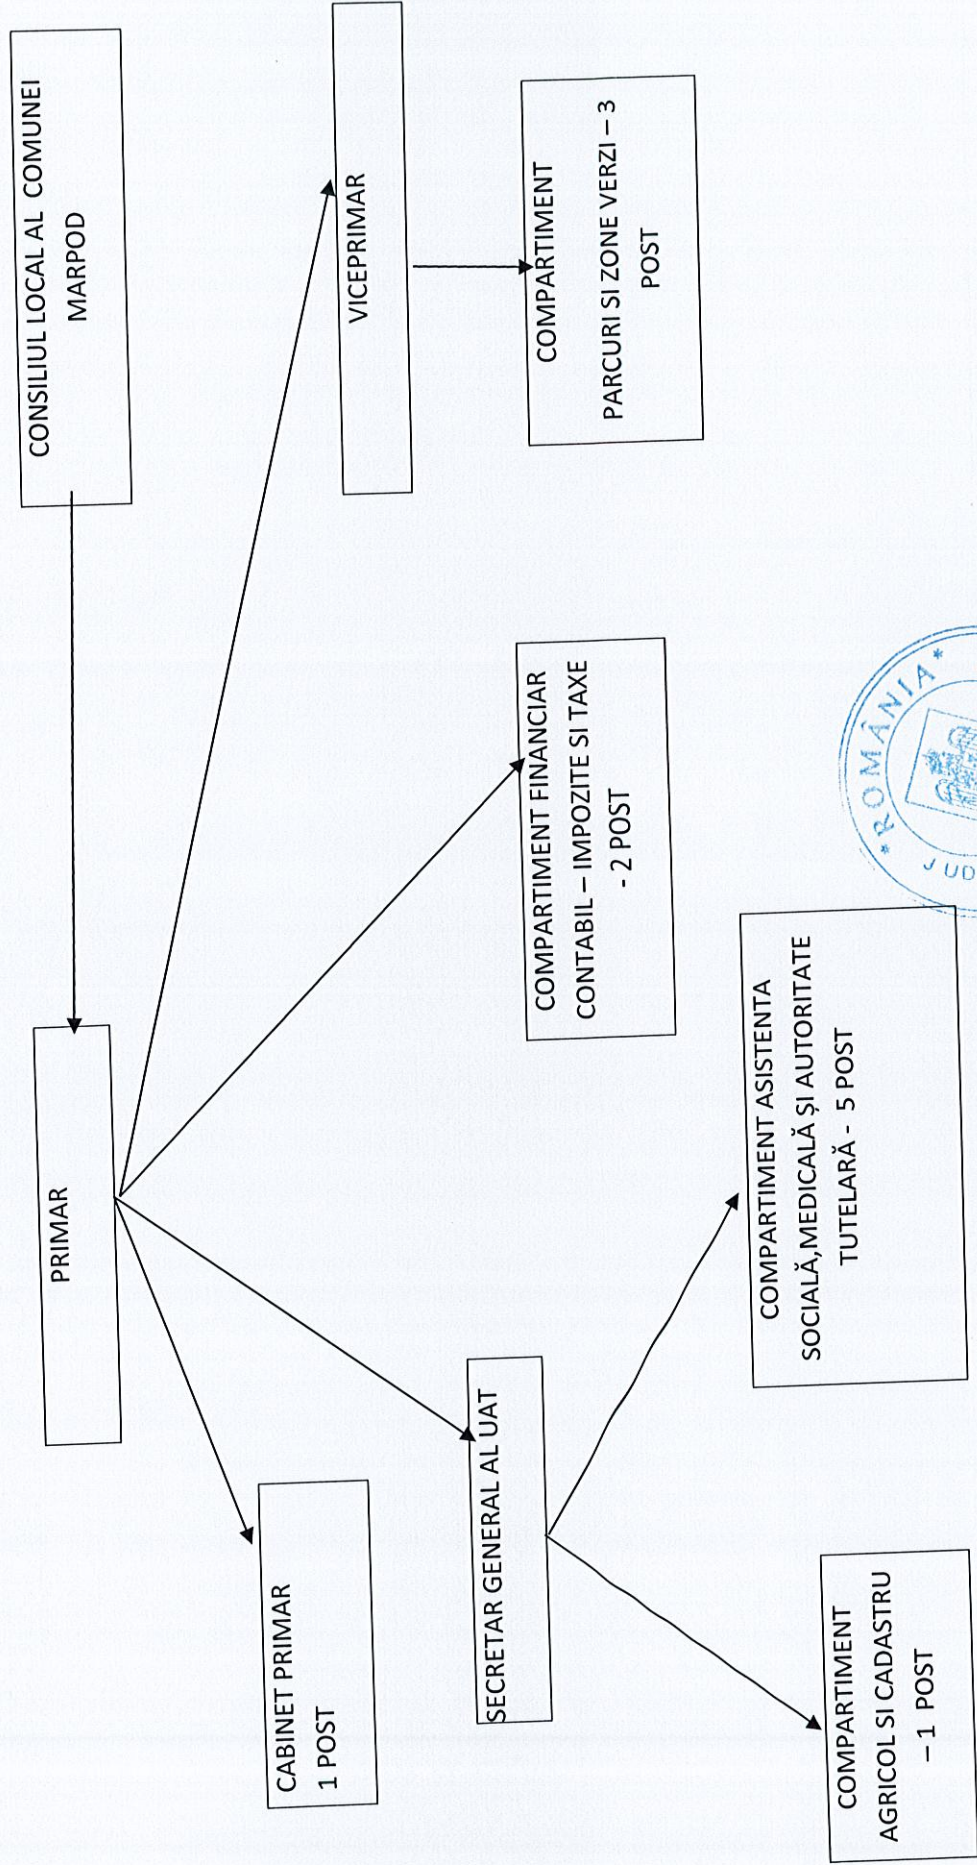 CONSILIUL LOCAL AL COMUNEI
MARPOD
PRIMAR
VICEPRIMAR
CABINET PRIMAR
1 POST
SECRETAR GENERAL AL UAT
COMPARTIMENT FINANCIAR
CONTABIL – IMPOZITE SI TAXE
- 2 POST
COMPARTIMENT
PARCURI SI ZONE VERZI – 3
POST
COMPARTIMENT
AGRICOL SI CADASTRU
– 1 POST
COMPARTIMENT ASISTENTA
SOCIALĂ,MEDICALĂ ȘI AUTORITATE
TUTELARĂ - 5 POST
*ROMÂNIA*
JUD